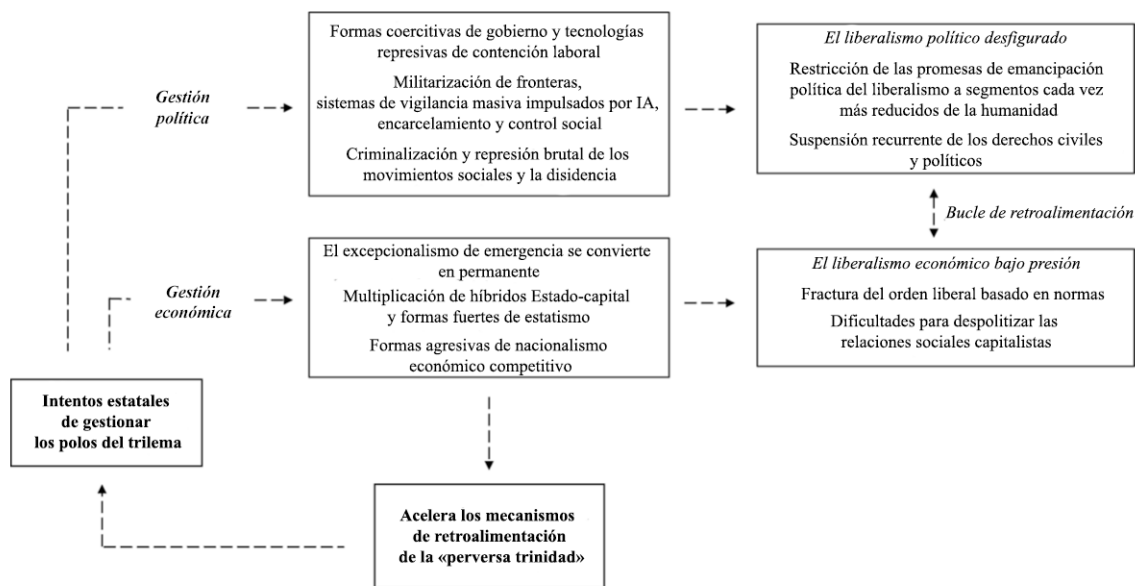 Gestión
política
Formas coercitivas de gobierno y tecnologías
represivas de contención laboral
Militarización de fronteras,
sistemas de vigilancia masiva impulsados por IA,
encarcelamiento y control social
Criminalización y represión brutal de los
movimientos sociales y la disidencia
El liberalismo político desfigurado
Restricción de las promesas de emancipación
política del liberalismo a segmentos cada vez
más reducidos de la humanidad
Suspensión recurrente de los derechos civiles
y políticos
Bucle de retroalimentación
Gestión
económica
El excepcionalismo de emergencia se convierte
en permanente
Multiplicación de híbridos Estado-capital
y formas fuertes de estatismo
Formas agresivas de nacionalismo
económico competitivo
El liberalismo económico bajo presión
Fractura del orden liberal basado en normas
Dificultades para despolitizar las
relaciones sociales capitalistas
Intentos estatales
de gestionar
los polos del trilema
Acelera los mecanismos
de retroalimentación
de la «perversa trinidad»